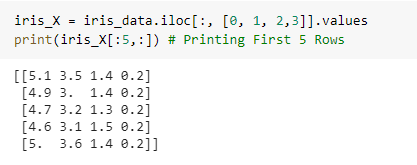 iris_X = iris_data.iloc[:, [0, 1, 2,3]].values
print(iris_X[:5,:]) # Printing First 5 Rows
[[5.1 3.5 1.4 0.2]
[4.9 3.  1.4 0.2]
[4.7 3.2 1.3 0.2]
[4.6 3.1 1.5 0.2]
[5.  3.6 1.4 0.2]]